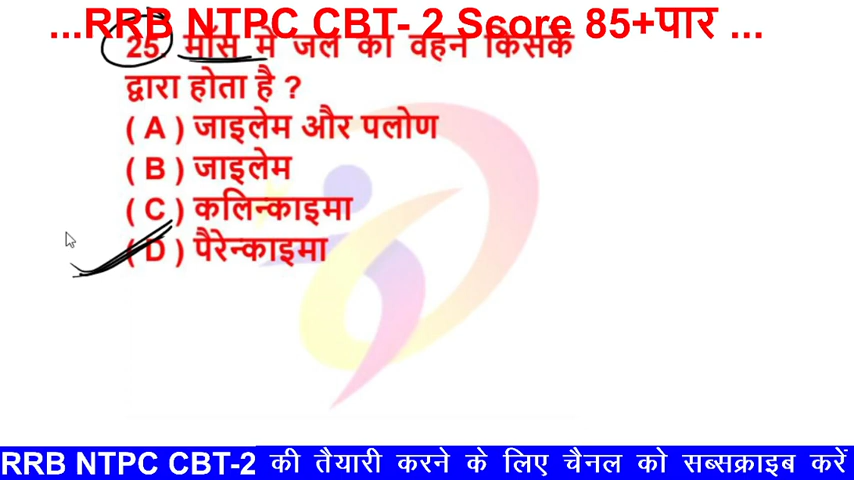 ...RRB NTPC CBT- 2 Score 85+पार ...
25. मॉस में जल का वहन किसके
द्वारा होता है ?
( A ) जाइलेम और पलोण
( B ) जाइलेम
( C ) कलिन्काइमा
( D ) पैरेन्काइमा
RRB NTPC CBT-2 की तैयारी करने के लिए चैनल को सब्सक्राइब करें